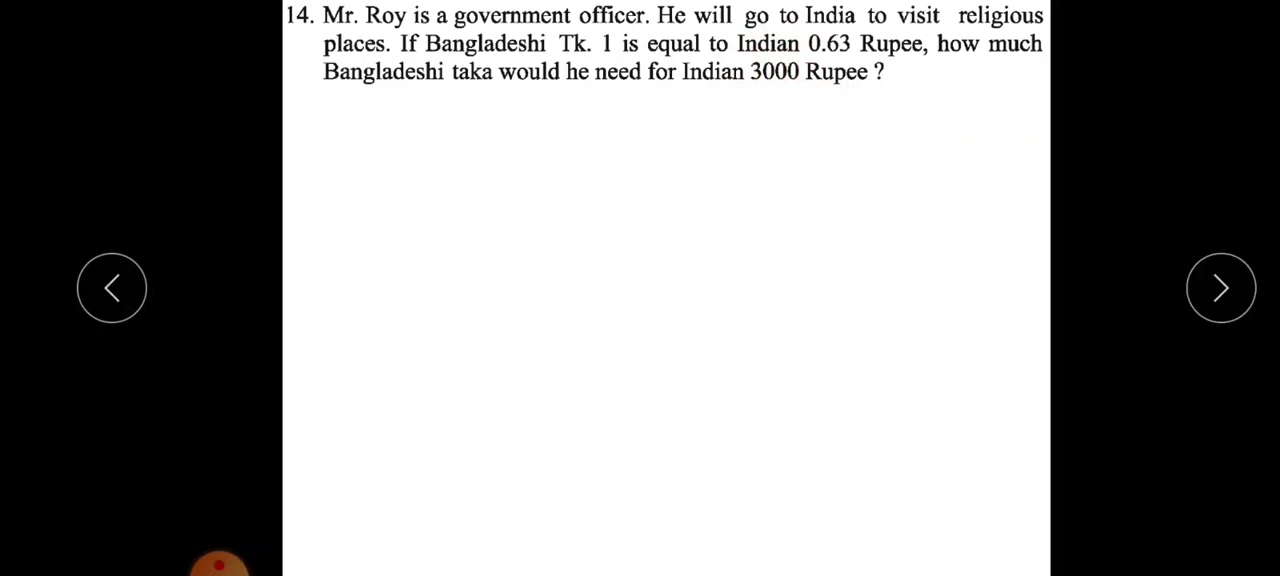 14. Mr. Roy is a government officer. He will go to India to visit religious
places. If Bangladeshi Tk. 1 is equal to Indian 0.63 Rupee, how much
Bangladeshi taka would he need for Indian 3000 Rupee ?